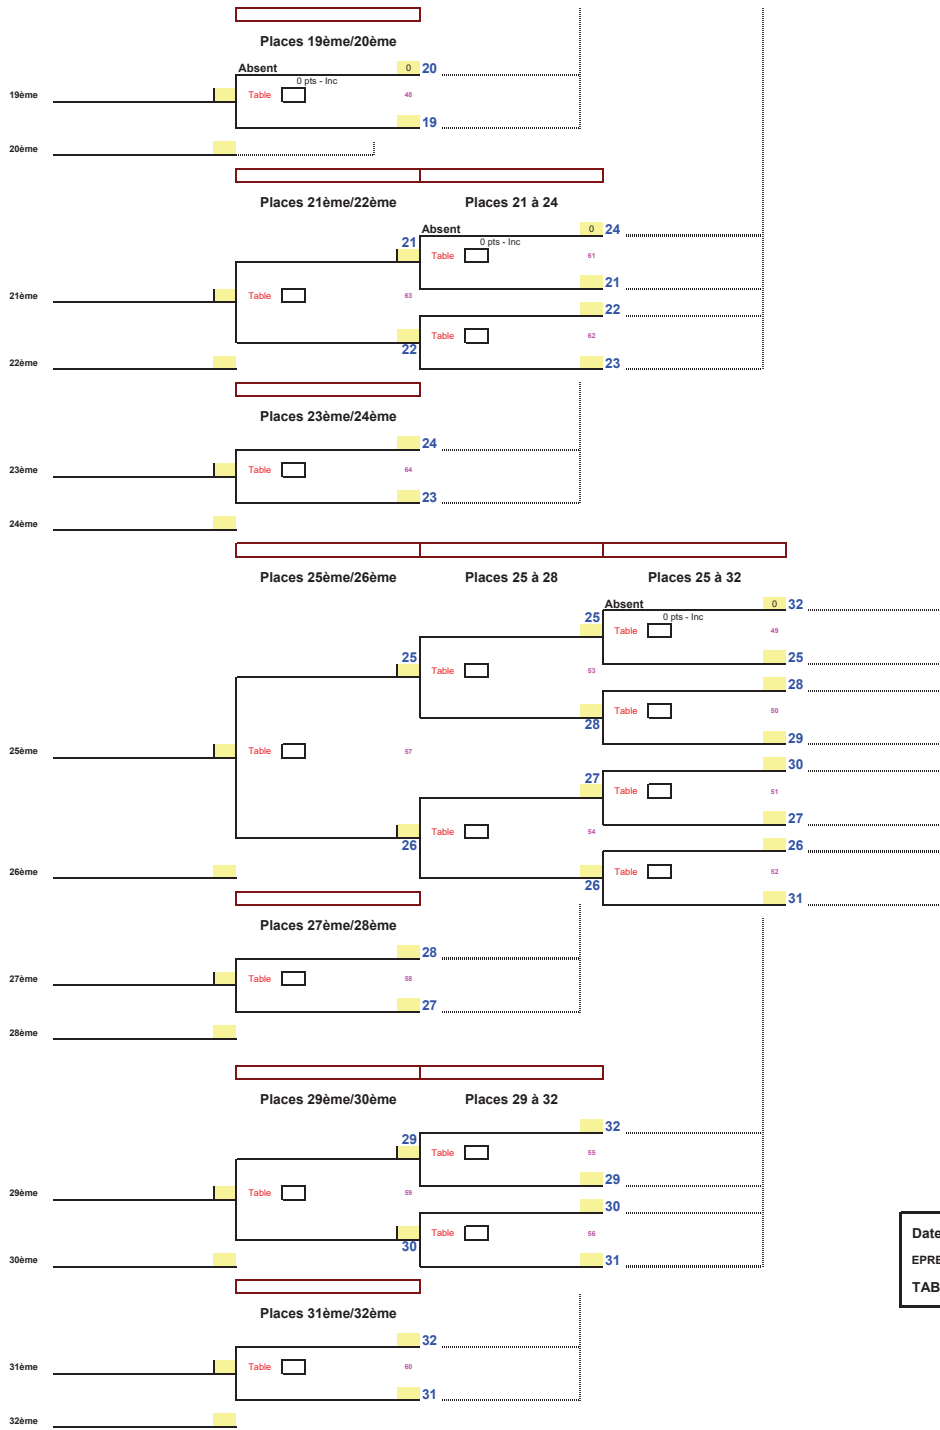 Places 19ème/20ème
Absent 0 20
0 pts - Inc
19ème Table 48
19
20ème
Places 21ème/22ème Places 21 à 24
Absent 0 24
21 0 pts - Inc
Table 61
21
21ème Table 63
22
Table 62
22
22ème 23
Places 23ème/24ème
24
23ème Table 64
23
24ème
Places 25ème/26ème Places 25 à 28 Places 25 à 32
Absent 0 32
25 0 pts - Inc
Table 49
25 25
Table 53
28
Table 50
28
29
25ème Table 57
30
27
Table 51
27
Table 54
26 26
26ème Table 52
26
31
Places 27ème/28ème
28
27ème Table 58
27
28ème
Places 29ème/30ème Places 29 à 32
32
29
Table 55
29
29ème Table 59
30
Table 56
30
30ème 31
Date
EPRE
TAB
Places 31ème/32ème
32
31ème Table 60
31
32ème